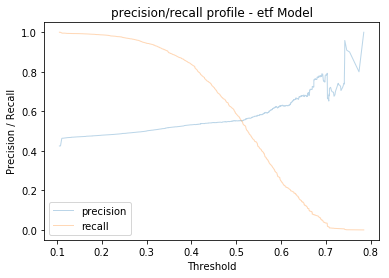 precision/recall profile - etf Model
Precision / Recall
1.0
0.8
0.6
0.4
0.2
0.0
precision
recall
0.1 0.2 0.3 0.4 0.5 0.6 0.7 0.8
Threshold